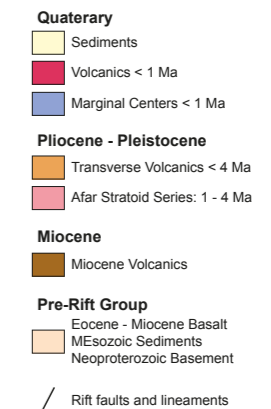 Quaterary
Sediments
Volcanics < 1 Ma
Marginal Centers < 1 Ma
Pliocene - Pleistocene
Transverse Volcanics < 4 Ma
Afar Stratoid Series: 1 - 4 Ma
Miocene
Miocene Volcanics
Pre-Rift Group
Eocene - Miocene Basalt
MEsozoic Sediments
Neoproterozoic Basement
Rift faults and lineaments